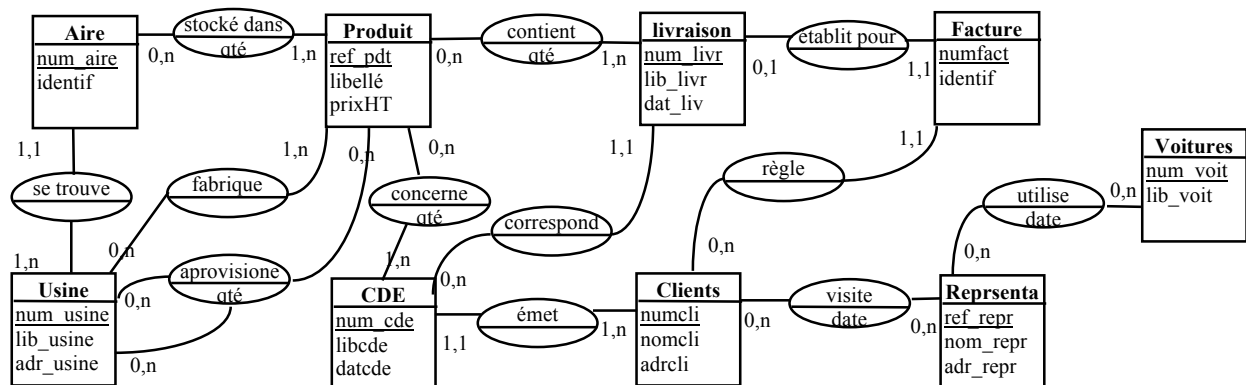 Aire
num_aire
identif
0,n
stocké dans
qté
1,n
Produit
ref_pdt
libellé
prixHT
0,n
contient
qté
1,n
livraison
num_livr
lib_livr
dat_liv
0,1
etablit pour
1,1
Facture
numfact
identif
1,1
se trouve
1,n
fabrique
1,n
0,n
0,n
0,n
concerne
qté
1,n
1,1
correspond
0,n
règle
1,1
0,n
Voitures
num_voit
lib_voit
0,n
utilise
date
0,n
Usine
num_usine
lib_usine
adr_usine
0,n
aprovisione
qté
0,n
CDE
num_cde
libcde
datcde
1,1
émet
1,n
Clients
numcli
nomcli
adrcli
0,n
visite
date
0,n
Reprsenta
ref_repr
nom_repr
adr_repr